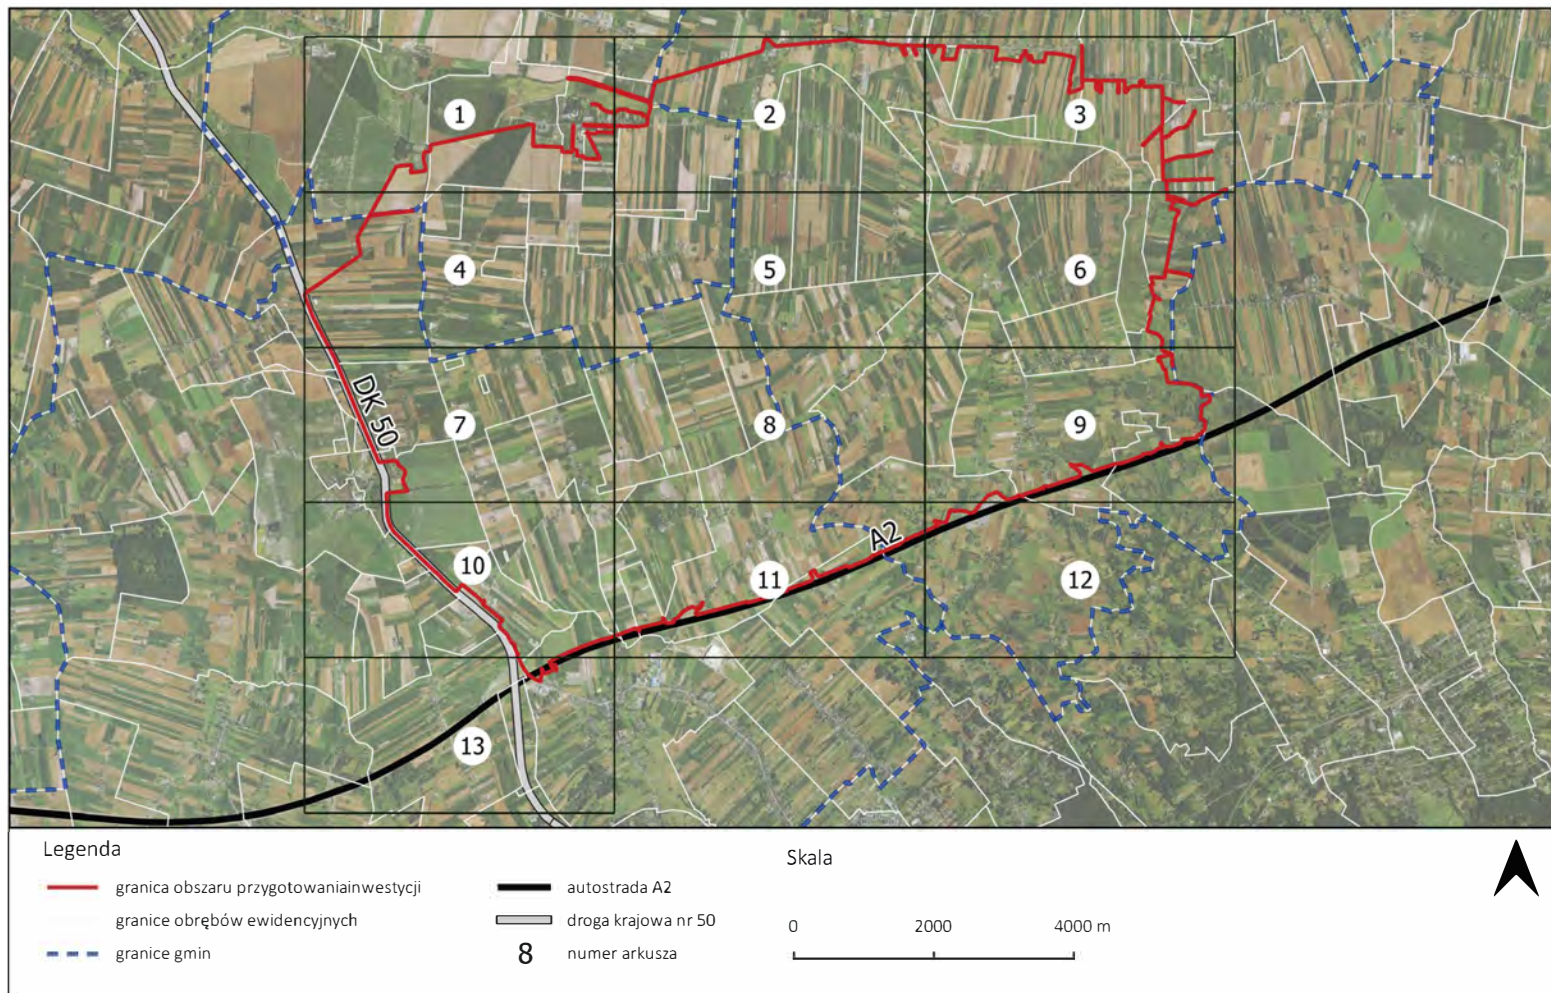 1
2
3
4
5
6
DK 50
7
8
9
A2
10
11
12
13
Legenda
granica obszaru przygotowaniainwestycji
granice obrębów ewidencyjnych
granice gmin
autostrada A2
droga krajowa nr 50
8 numer arkusza
Skala
0 2000 4000 m